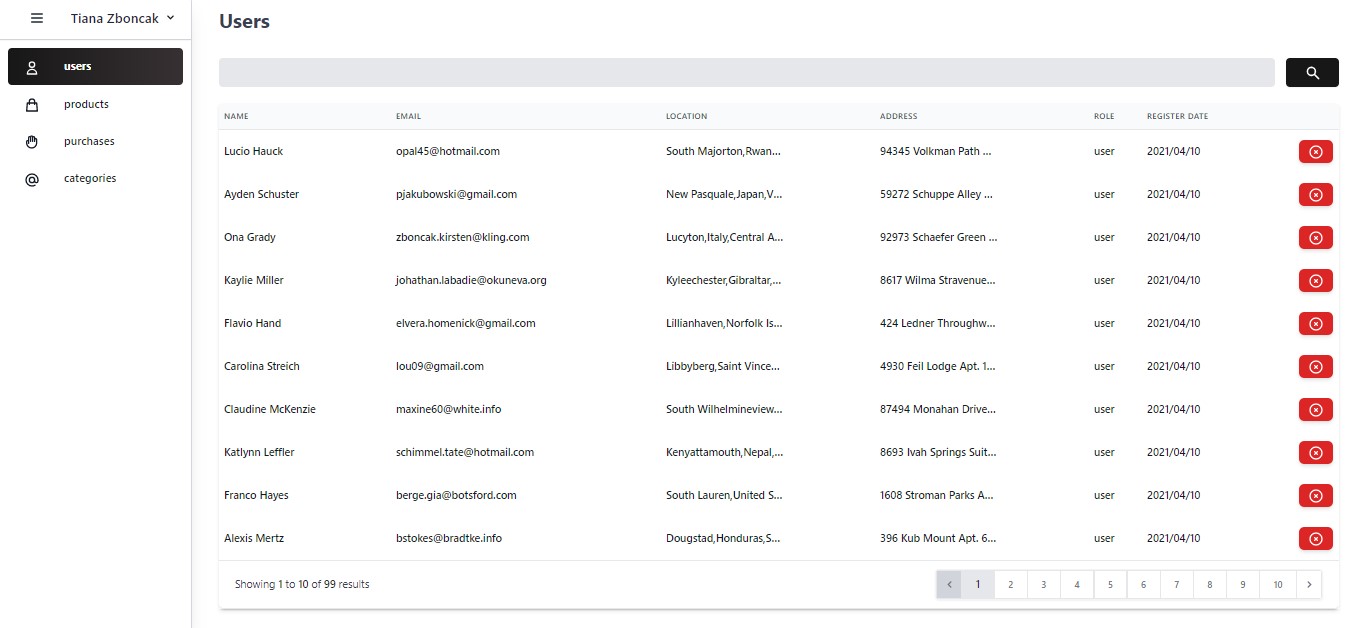 Tiana Zboncak
users
products
purchases
categories
Users
NAME EMAIL LOCATION ADDRESS ROLE REGISTER DATE
Lucio Hauck opal45@hotmail.com South Majorton,Rwan... 94345 Volkman Path ... user 2021/04/10
Ayden Schuster pjakubowski@gmail.com New Pasquale,Japan,V... 59272 Schuppe Alley ... user 2021/04/10
Ona Grady zboncak.kirsten@kling.com Lucyton,Italy,Central A... 92973 Schaefer Green ... user 2021/04/10
Kaylie Miller johathan.labadie@okuneva.org Kyleechester,Gibraltar,... 8617 Wilma Stravenue... user 2021/04/10
Flavio Hand elvera.homenick@gmail.com Lillianhaven,Norfolk Is... 424 Ledner Throughw... user 2021/04/10
Carolina Streich lou09@gmail.com Libbyberg,Saint Vince... 4930 Feil Lodge Apt. 1... user 2021/04/10
Claudine McKenzie maxine60@white.info South Wilhelmineview... 87494 Monahan Drive... user 2021/04/10
Katlynn Leffler schimmel.tate@hotmail.com Kenyattamouth,Nepal,... 8693 Ivah Springs Suit... user 2021/04/10
Franco Hayes berge.gia@botsford.com South Lauren,United S... 1608 Stroman Parks A... user 2021/04/10
Alexis Mertz bstokes@bradtke.info Dougstad,Honduras,S... 396 Kub Mount Apt. 6... user 2021/04/10
Showing 1 to 10 of 99 results 1 2 3 4 5 6 7 8 9 10